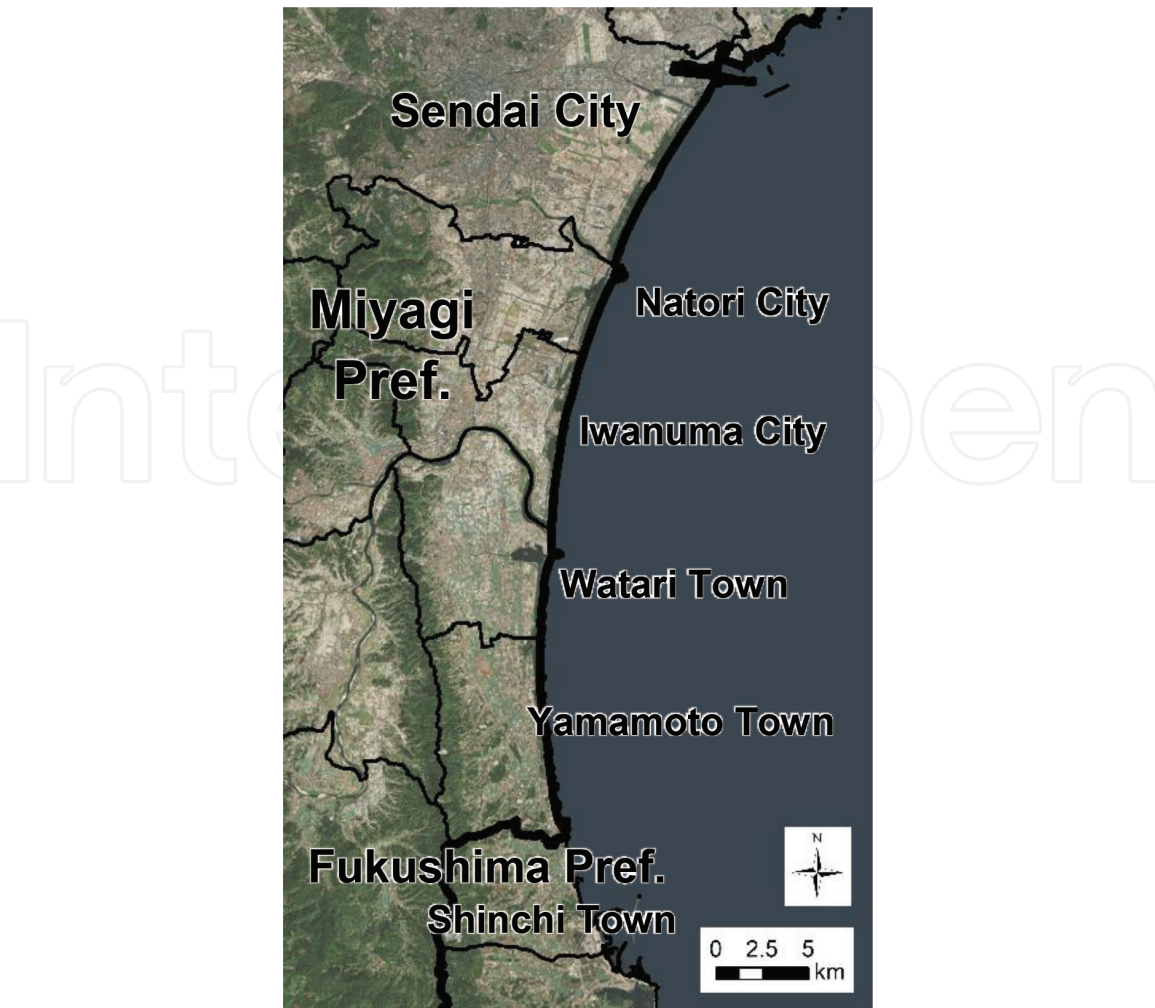 Sendai City
Natori City
Miyagi
Pref.
Iwanuma City
Watari Town
Yamamoto Town
Fukushima Pref.
Shinchi Town
N
0 2.5 5
km